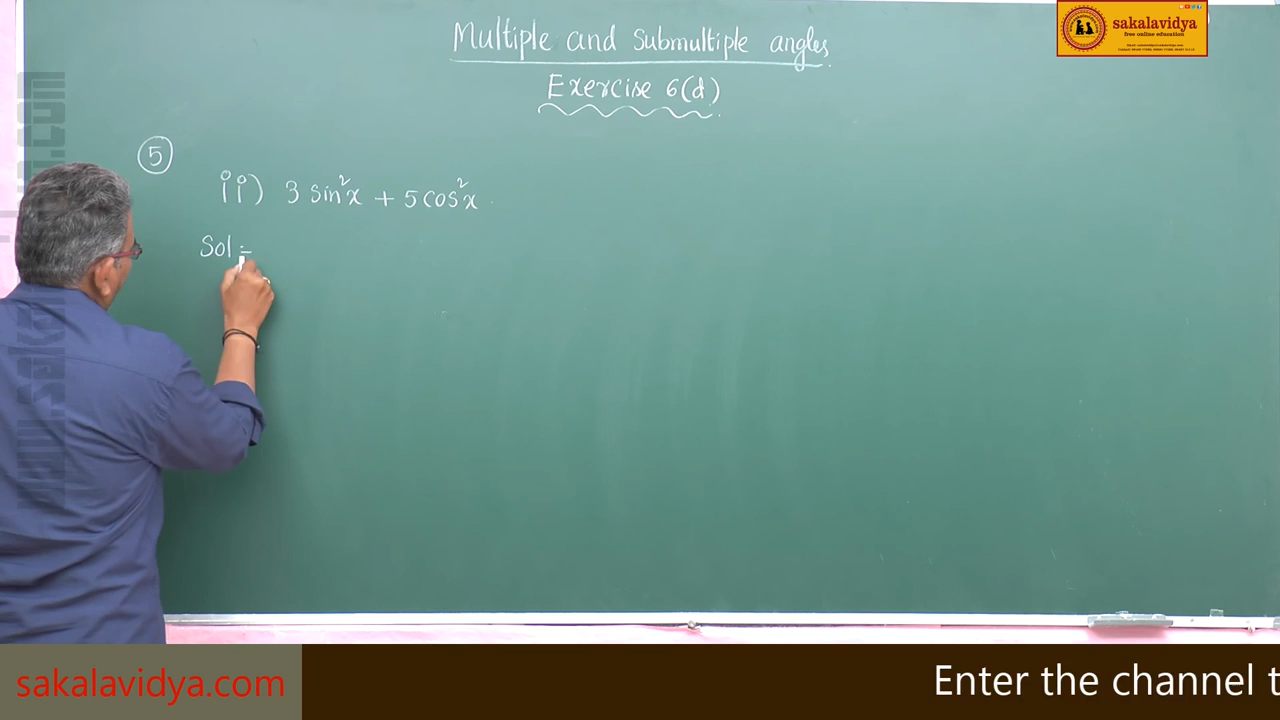 Multiple and Submultiple angles.
Exercise 6(d)
sakalavidya
free online education
5
ii) 3 sin²x + 5 cos²x.
Sol :-
sakalavidya.com
Enter the channel t